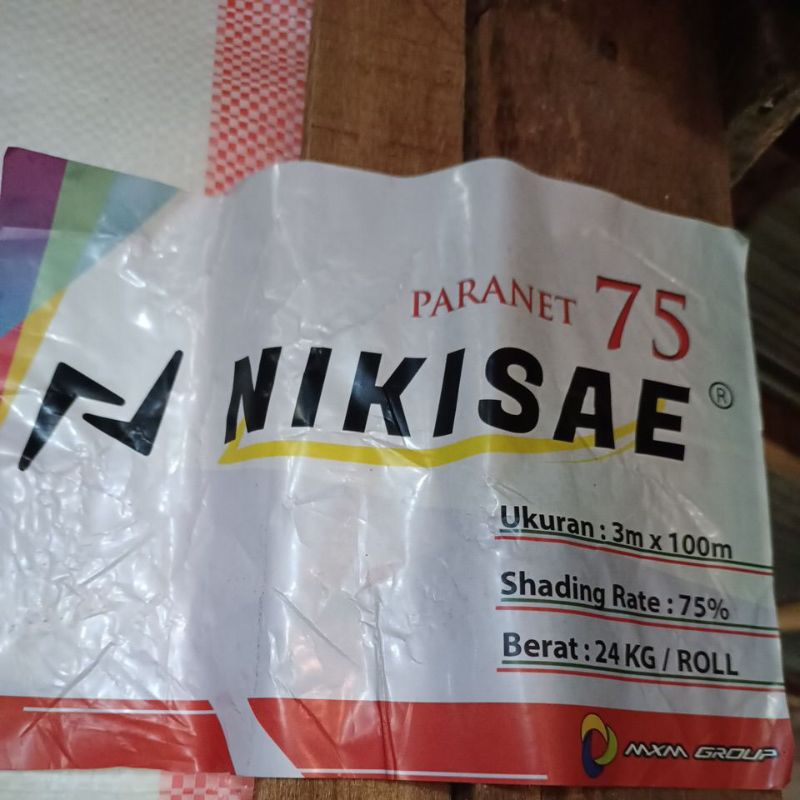 PARANET 75
NIKISAE ®
Ukuran : 3m x 100m
Shading Rate : 75%
Berat : 24 KG / ROLL
MXM GROUP